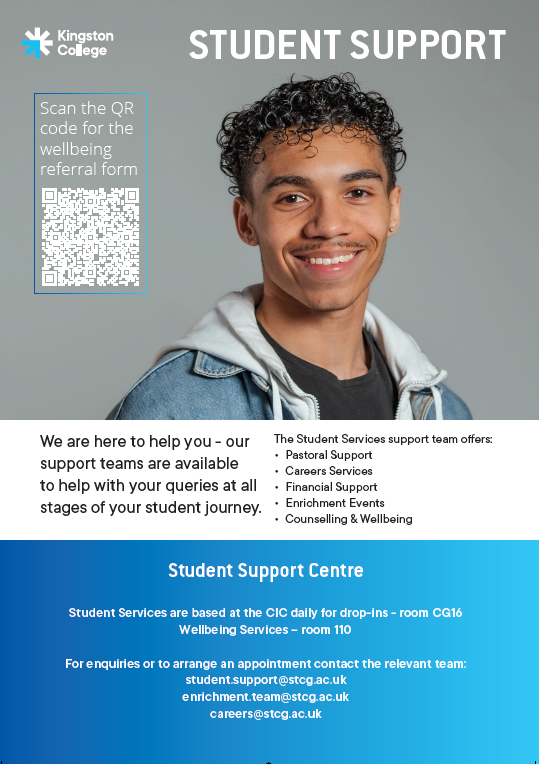 Kingston
College
STUDENT SUPPORT
Scan the QR
code for the
wellbeing
referral form
We are here to help you - our
support teams are available
to help with your queries at all
stages of your student journey.
The Student Services support team offers:
• Pastoral Support
• Careers Services
• Financial Support
• Enrichment Events
• Counselling & Wellbeing
Student Support Centre
Student Services are based at the CIC daily for drop-ins - room CG16
Wellbeing Services – room 110
For enquiries or to arrange an appointment contact the relevant team:
student.support@stcg.ac.uk
enrichment.team@stcg.ac.uk
careers@stcg.ac.uk